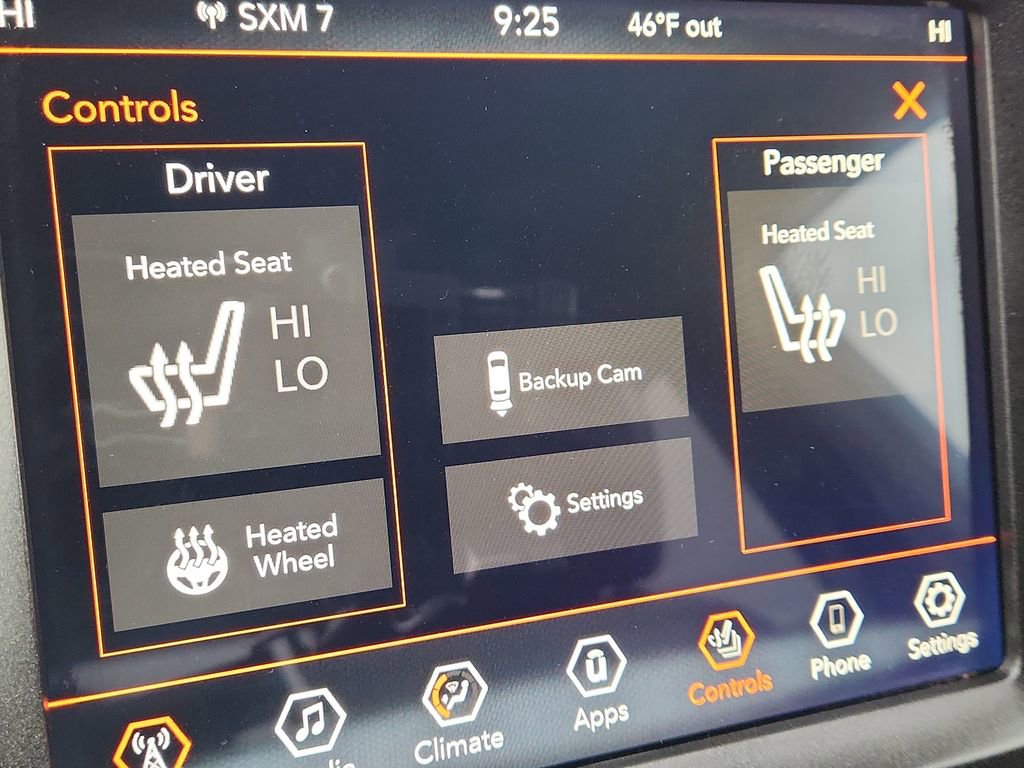 HI SXM 7 9:25 46°F out HI
Controls
Driver
Heated Seat
HI
LO
Heated
Wheel
Backup Cam
Settings
Passenger
Heated Seat
HI
LO
Climate
Apps
Controls
Phone
Settings